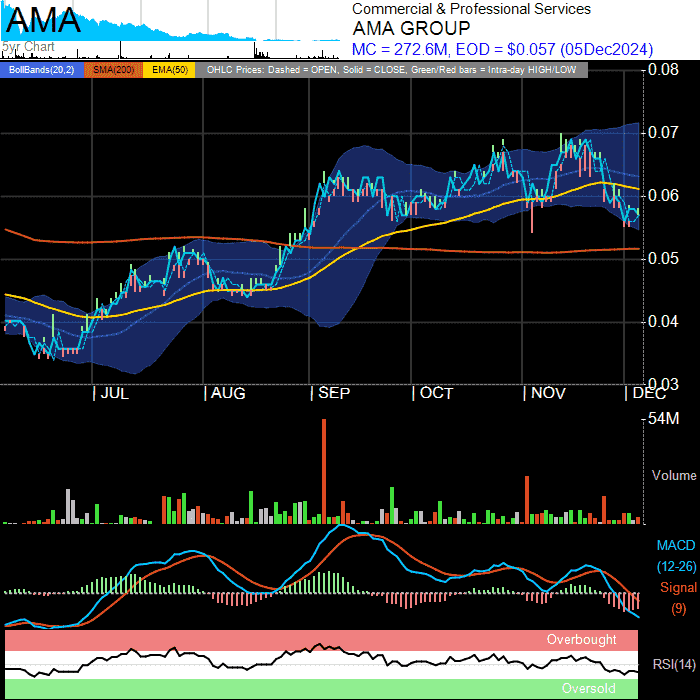 AMA
5yr Chart
Commercial & Professional Services
AMA GROUP
MC = 272.6M, EOD = $0.057 (05Dec2024)
BollBands(20,2) SMA(200) EMA(50) OHLC Prices: Dashed = OPEN, Solid = CLOSE, Green/Red bars = Intra-day HIGH/LOW
0.08
0.07
0.06
0.05
0.04
0.03
JUL AUG SEP OCT NOV DEC
54M
Volume
MACD
(12-26)
Signal
(9)
Overbought
RSI(14)
Oversold